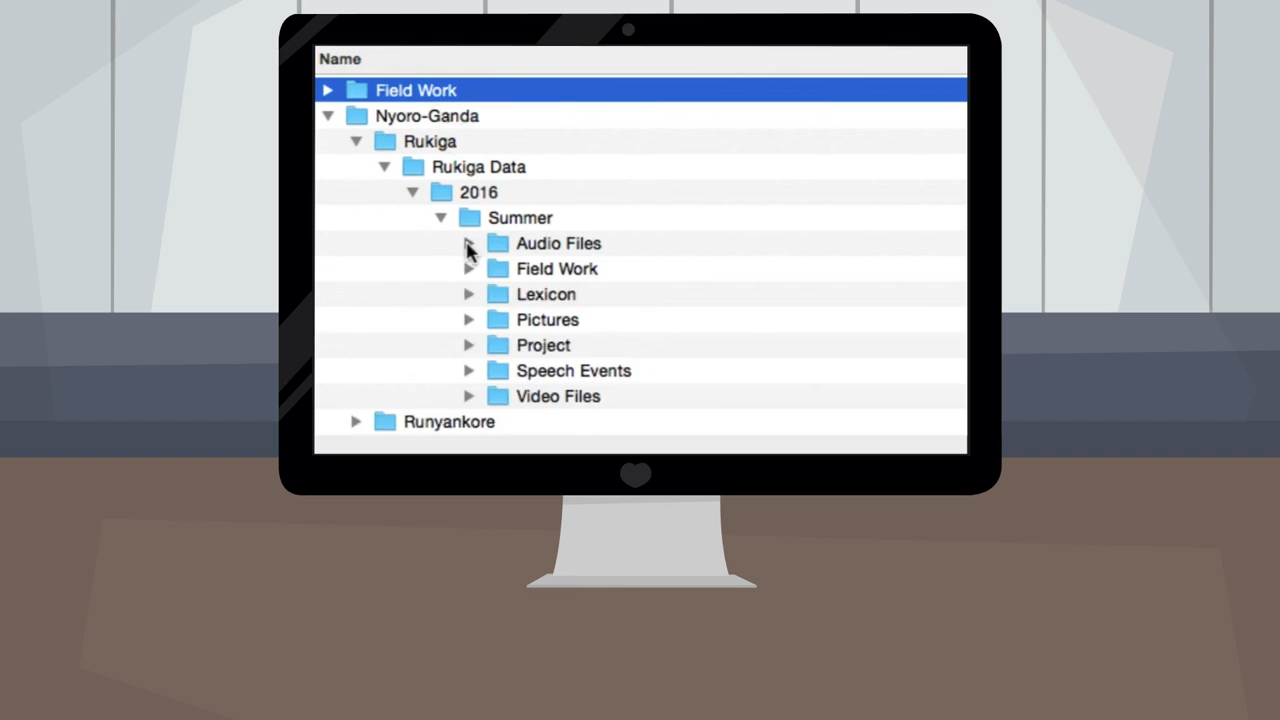 Name
Field Work
Nyoro-Ganda
Rukiga
Rukiga Data
2016
Summer
Audio Files
Field Work
Lexicon
Pictures
Project
Speech Events
Video Files
Runyankore